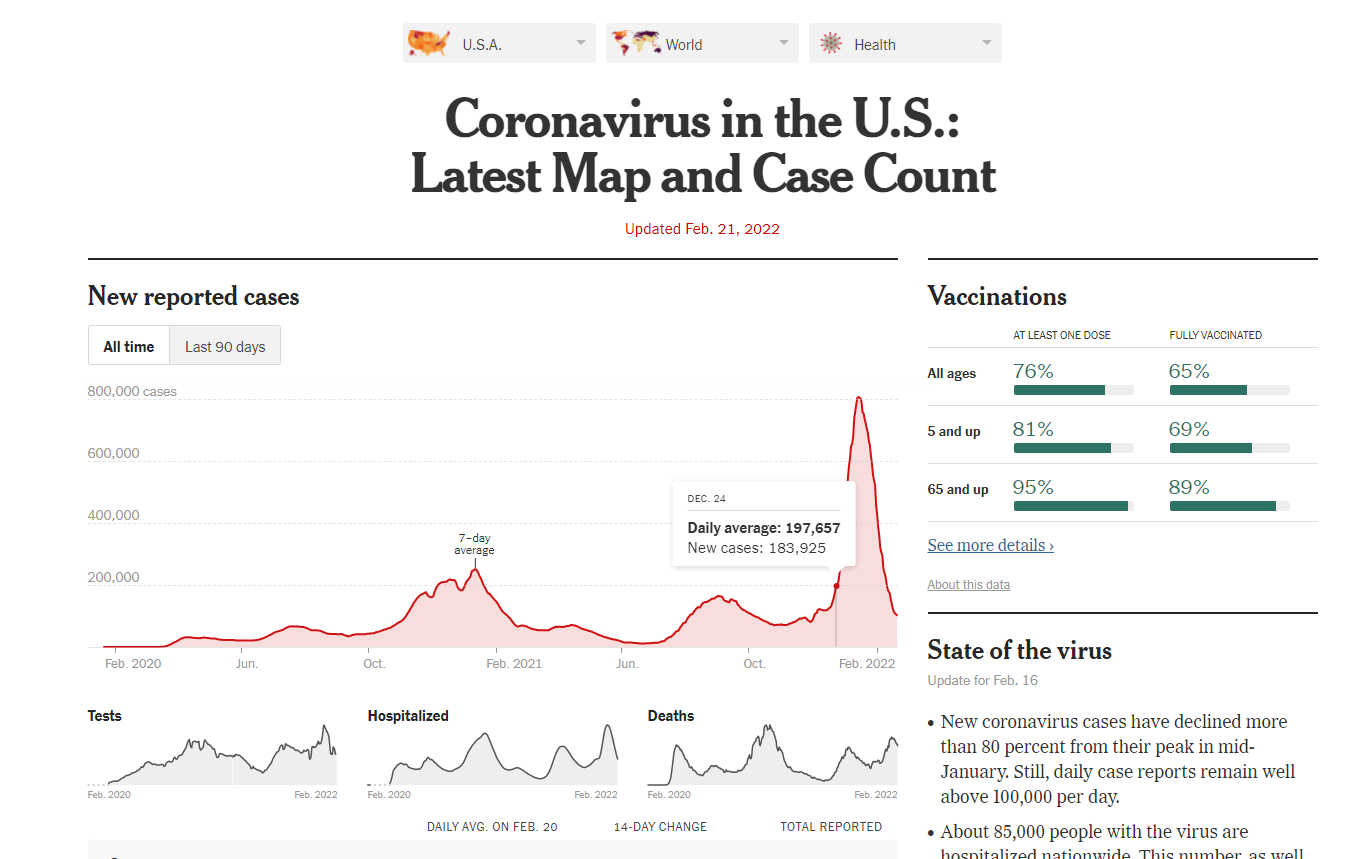 U.S.A.
World
Health
Coronavirus in the U.S.:
Latest Map and Case Count
Updated Feb. 21, 2022
New reported cases
All time
Last 90 days
800,000 cases
600,000
400,000
200,000
7–day
average
DEC. 24
Daily average: 197,657
New cases: 183,925
Feb. 2020
Jun.
Oct.
Feb. 2021
Jun.
Oct.
Feb. 2022
Tests
Feb. 2020
Feb. 2022
Hospitalized
Feb. 2020
Feb. 2022
Deaths
Feb. 2020
Feb. 2022
DAILY AVG. ON FEB. 20
14-DAY CHANGE
TOTAL REPORTED
Vaccinations
AT LEAST ONE DOSE
FULLY VACCINATED
All ages 76% 65%
5 and up 81% 69%
65 and up 95% 89%
See more details ›
About this data
State of the virus
Update for Feb. 16
• New coronavirus cases have declined more
than 80 percent from their peak in mid-
January. Still, daily case reports remain well
above 100,000 per day.
• About 85,000 people with the virus are
hospitalized nationwide. This number, as well